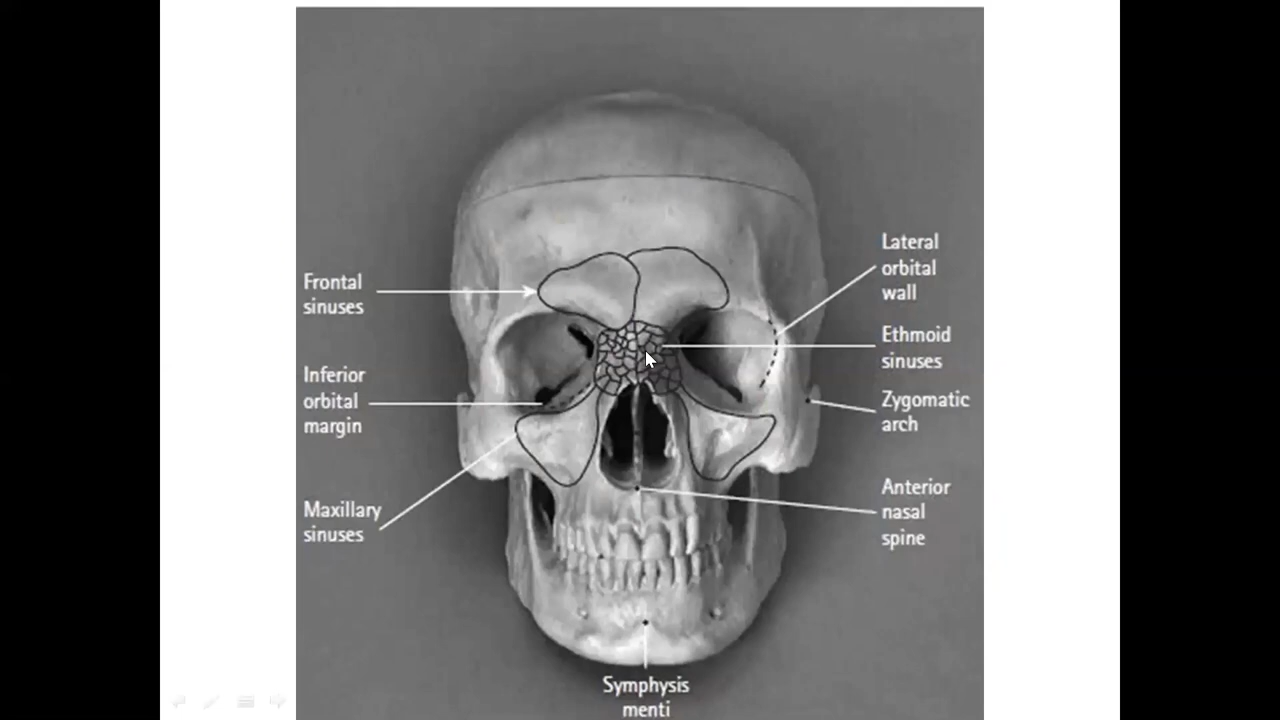 Frontal
sinuses
Inferior
orbital
margin
Maxillary
sinuses
Lateral
orbital
wall
Ethmoid
sinuses
Zygomatic
arch
Anterior
nasal
spine
Symphysis
menti